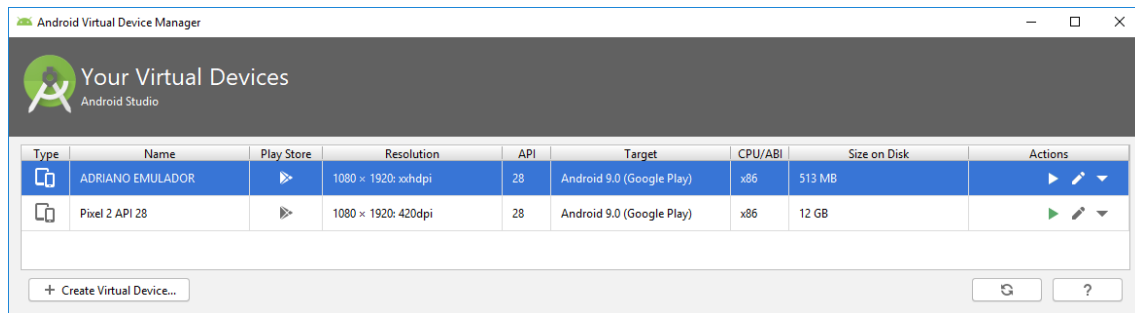 Android Virtual Device Manager
Your Virtual Devices
Android Studio
Type Name Play Store Resolution API Target CPU/ABI Size on Disk Actions
ADRIANO EMULADOR 1080 × 1920: xxhdpi 28 Android 9.0 (Google Play) x86 513 MB
Pixel 2 API 28 1080 × 1920: 420dpi 28 Android 9.0 (Google Play) x86 12 GB
+ Create Virtual Device... ?